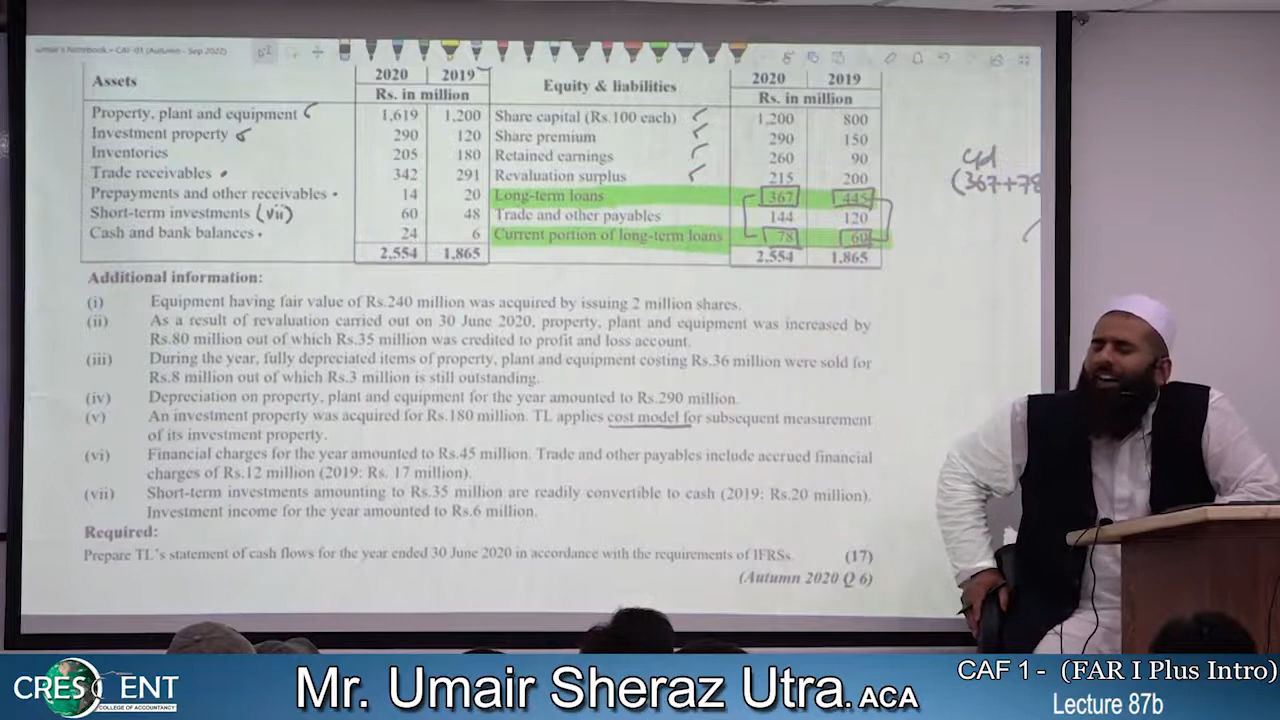 umair's Notebook - CAF-01 (Autumn - Sep 2022)
Assets 2020 2019 Equity & liabilities 2020 2019
Rs. in million Rs. in million
Property, plant and equipment 1,619 1,200 Share capital (Rs.100 each) 1,200 800
Investment property 290 120 Share premium 290 150
Inventories 205 180 Retained earnings 260 90
Trade receivables 342 291 Revaluation surplus 215 200
Prepayments and other receivables 14 20 Long-term loans 367 445
Short-term investments (vii) 60 48 Trade and other payables 144 120
Cash and bank balances 24 6 Current portion of long-term loans 78 60
2,554 1,865 2,554 1,865
(367+78
Additional information:
(i) Equipment having fair value of Rs.240 million was acquired by issuing 2 million shares.
(ii) As a result of revaluation carried out on 30 June 2020, property, plant and equipment was increased by
Rs.80 million out of which Rs.35 million was credited to profit and loss account.
(iii) During the year, fully depreciated items of property, plant and equipment costing Rs.36 million were sold for
Rs.8 million out of which Rs.3 million is still outstanding.
(iv) Depreciation on property, plant and equipment for the year amounted to Rs.290 million.
(v) An investment property was acquired for Rs.180 million. TL applies cost model for subsequent measurement
of its investment property.
(vi) Financial charges for the year amounted to Rs.45 million. Trade and other payables include accrued financial
charges of Rs.12 million (2019: Rs. 17 million).
(vii) Short-term investments amounting to Rs.35 million are readily convertible to cash (2019: Rs.20 million).
Investment income for the year amounted to Rs.6 million.
Required:
Prepare TL's statement of cash flows for the year ended 30 June 2020 in accordance with the requirements of IFRSs. (17)
(Autumn 2020 Q 6)
CRESCENT
COLLEGE OF ACCOUNTANCY
Mr. Umair Sheraz Utra. ACA
CAF 1 - (FAR I Plus Intro)
Lecture 87b